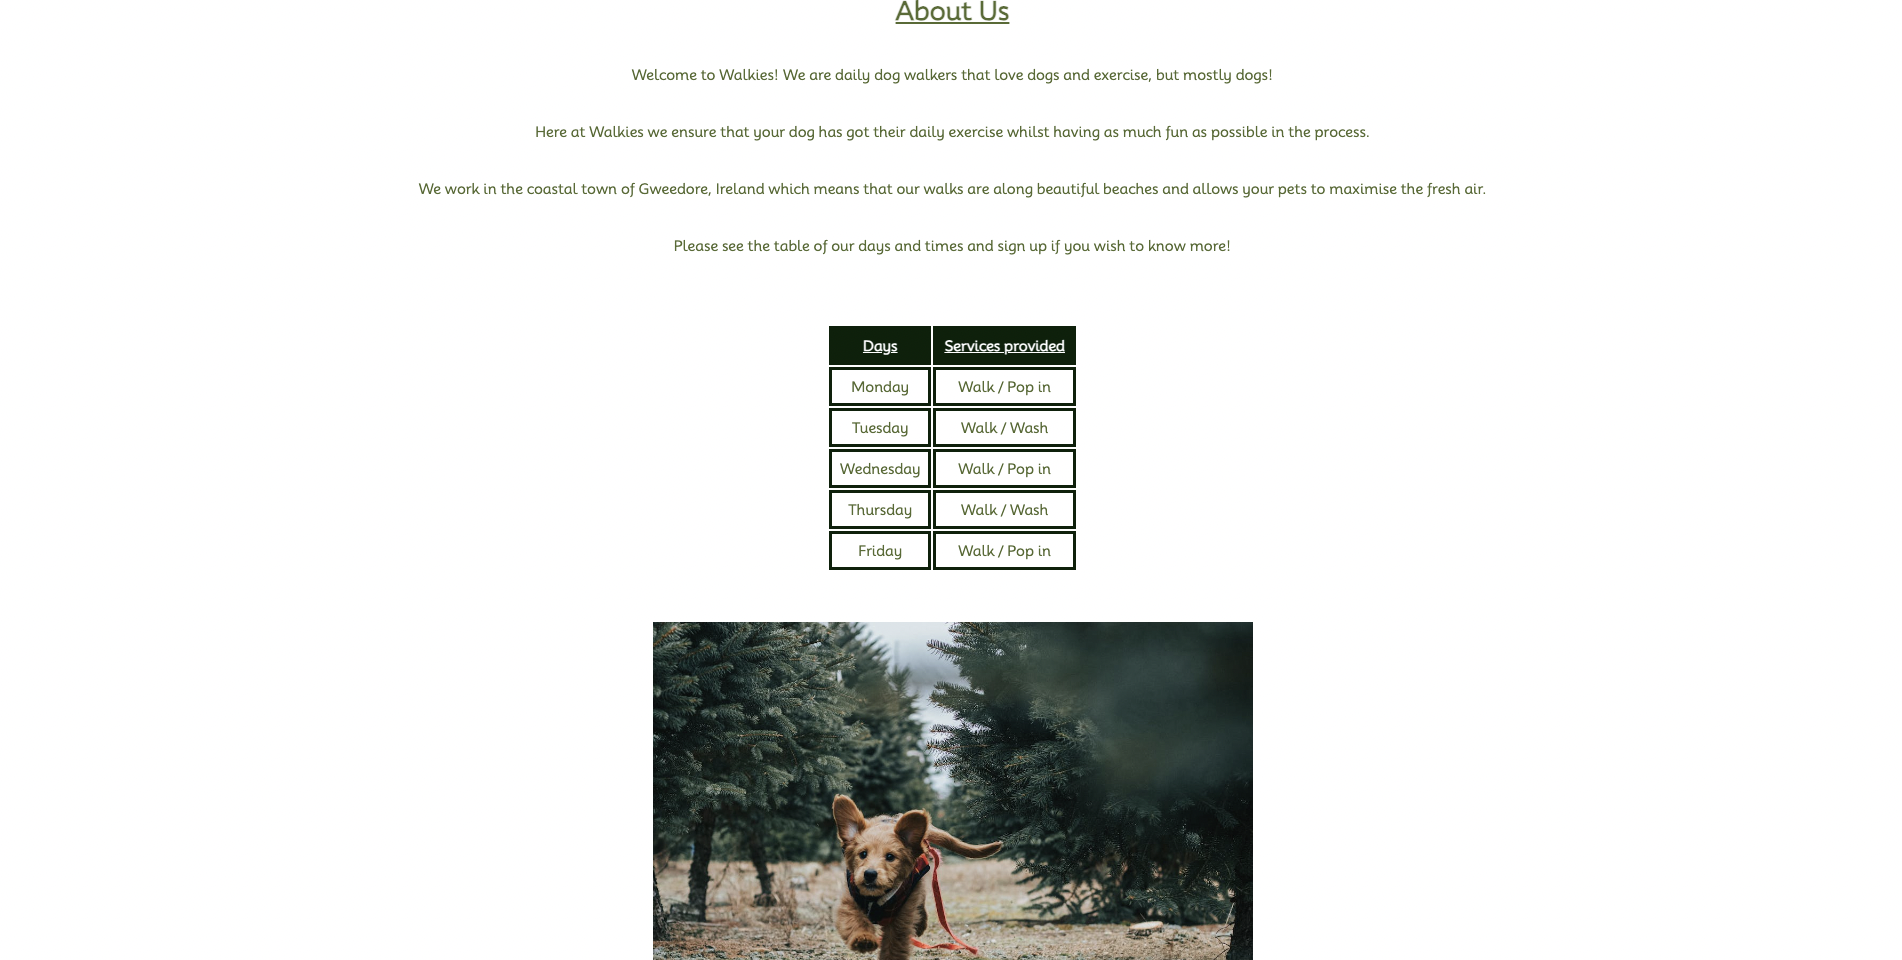 About Us
Welcome to Walkies! We are daily dog walkers that love dogs and exercise, but mostly dogs!
Here at Walkies we ensure that your dog has got their daily exercise whilst having as much fun as possible in the process.
We work in the coastal town of Gweedore, Ireland which means that our walks are along beautiful beaches and allows your pets to maximise the fresh air.
Please see the table of our days and times and sign up if you wish to know more!
Days Services provided
Monday Walk / Pop in
Tuesday Walk / Wash
Wednesday Walk / Pop in
Thursday Walk / Wash
Friday Walk / Pop in